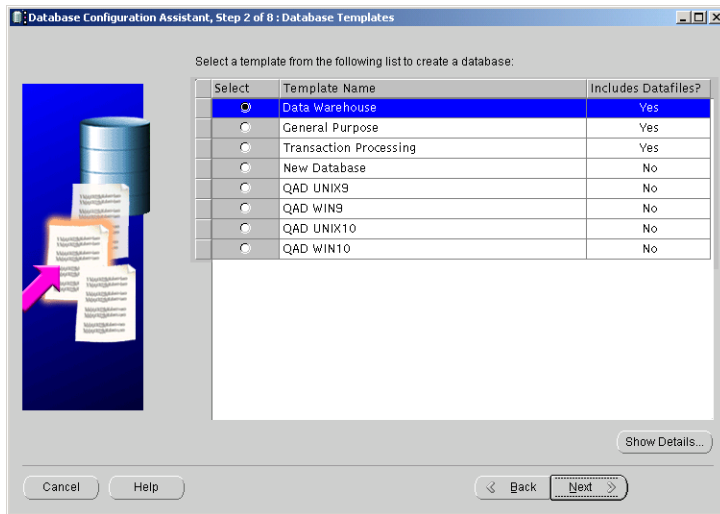 Database Configuration Assistant, Step 2 of 8 : Database Templates
Select a template from the following list to create a database:
Select Template Name Includes Datafiles?
Data Warehouse Yes
General Purpose Yes
Transaction Processing Yes
New Database No
QAD UNIX9 No
QAD WIN9 No
QAD UNIX10 No
QAD WIN10 No
Show Details...
Cancel Help Back Next